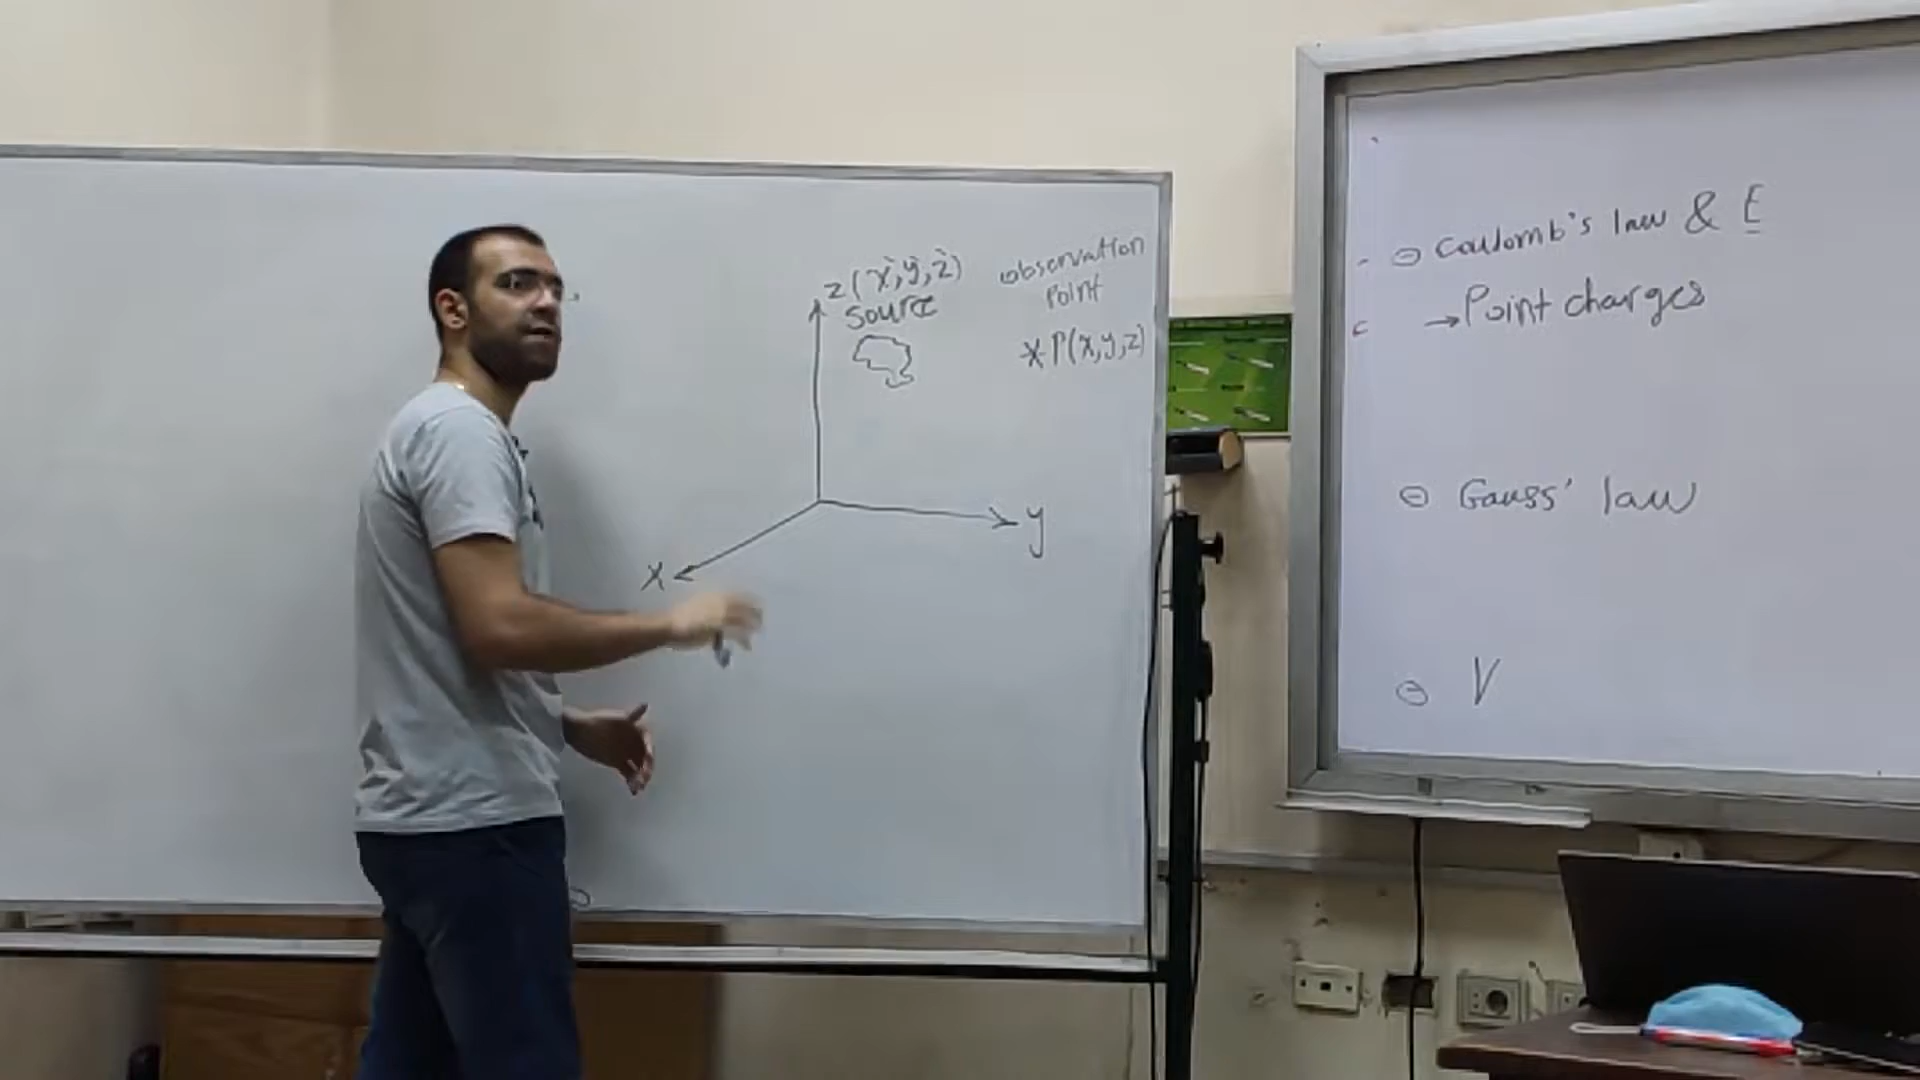 z (x̀, ỳ, z̀)
source
observation
Point
* P(x,y,z)
y
x
⊖ Coulomb's law & E
→ Point charges
⊖ Gauss' law
⊖ V